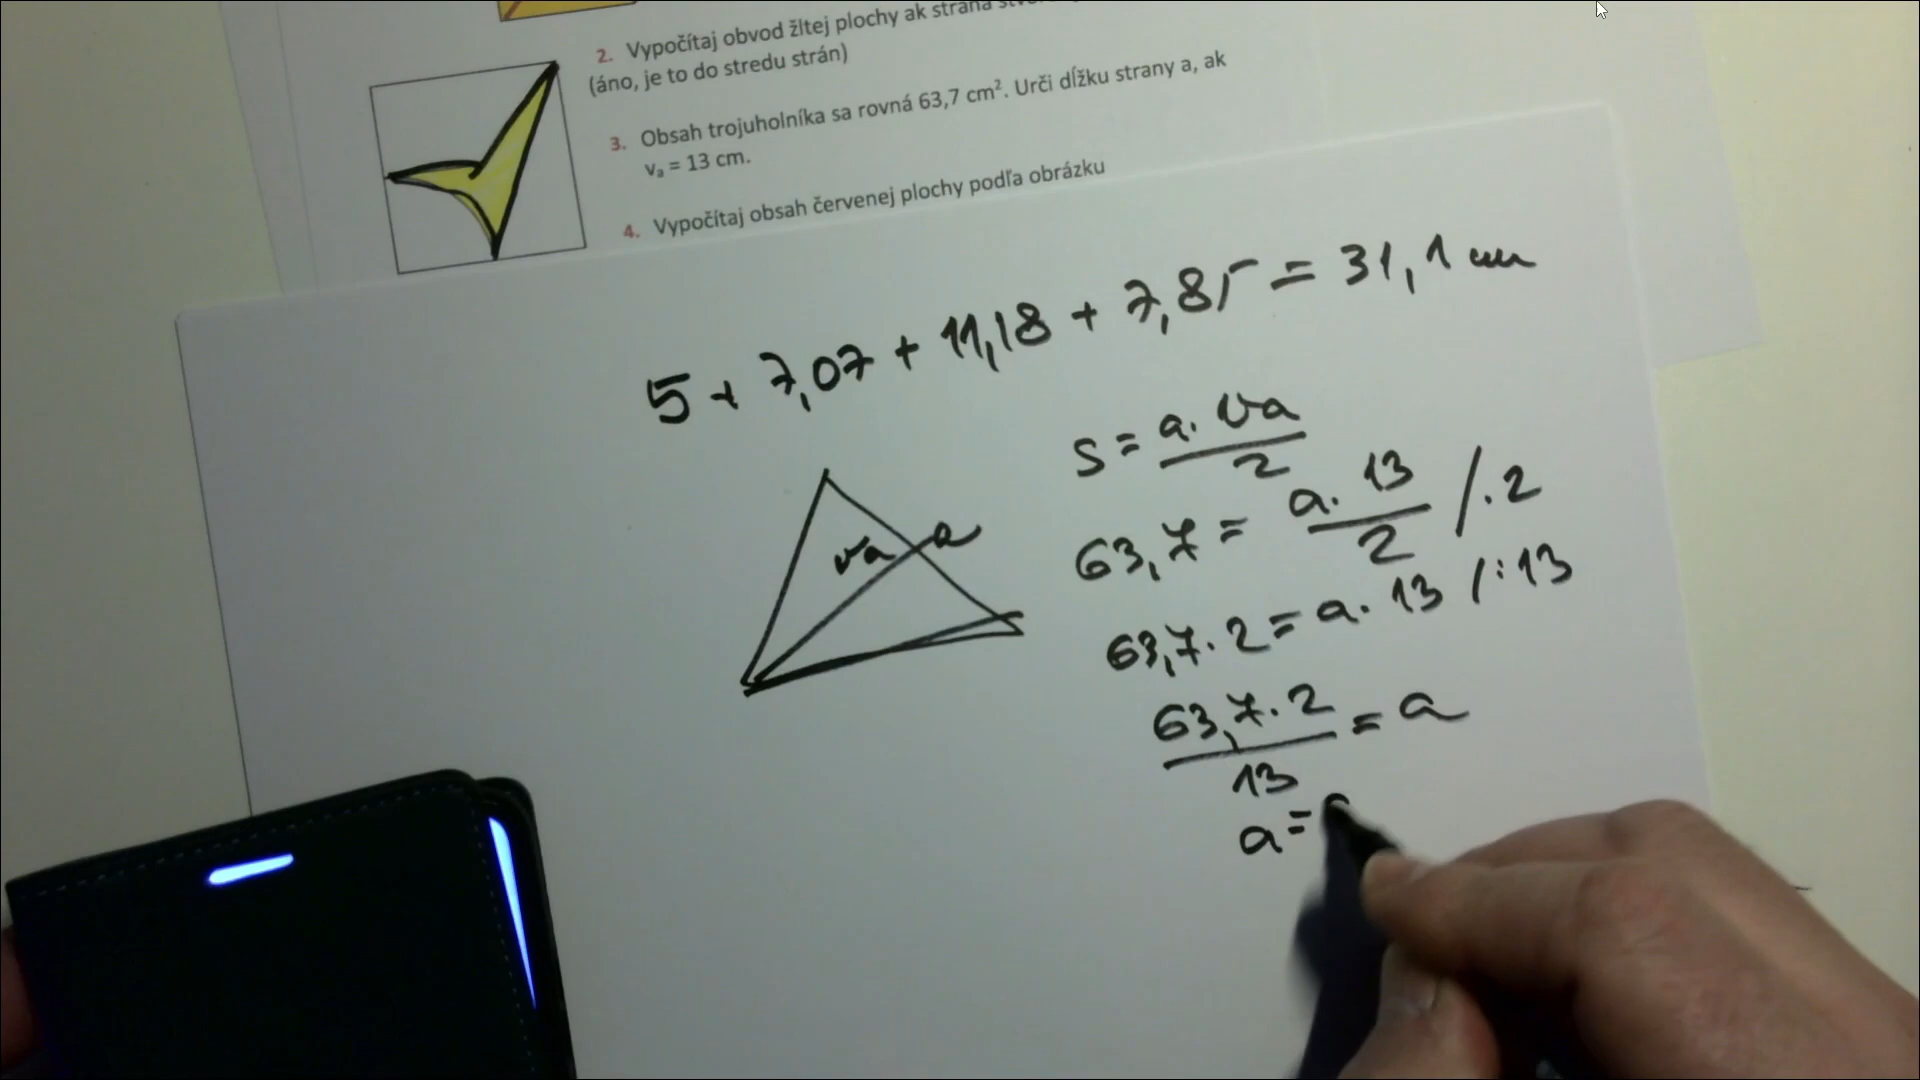 2. Vypočítaj obvod žltej plochy ak strana
(áno, je to do stredu strán)
3. Obsah trojuholníka sa rovná 63,7 cm². Urči dĺžku strany a, ak
vₐ = 13 cm.
4. Vypočítaj obsah červenej plochy podľa obrázku
5 + 7,07 + 11,18 + 7,85 = 31,1 cm
va a
S = a. va / 2
63,7 = a. 13 / 2 /.2
63,7.2 = a. 13 /:13
63,7.2 / 13 = a
a =